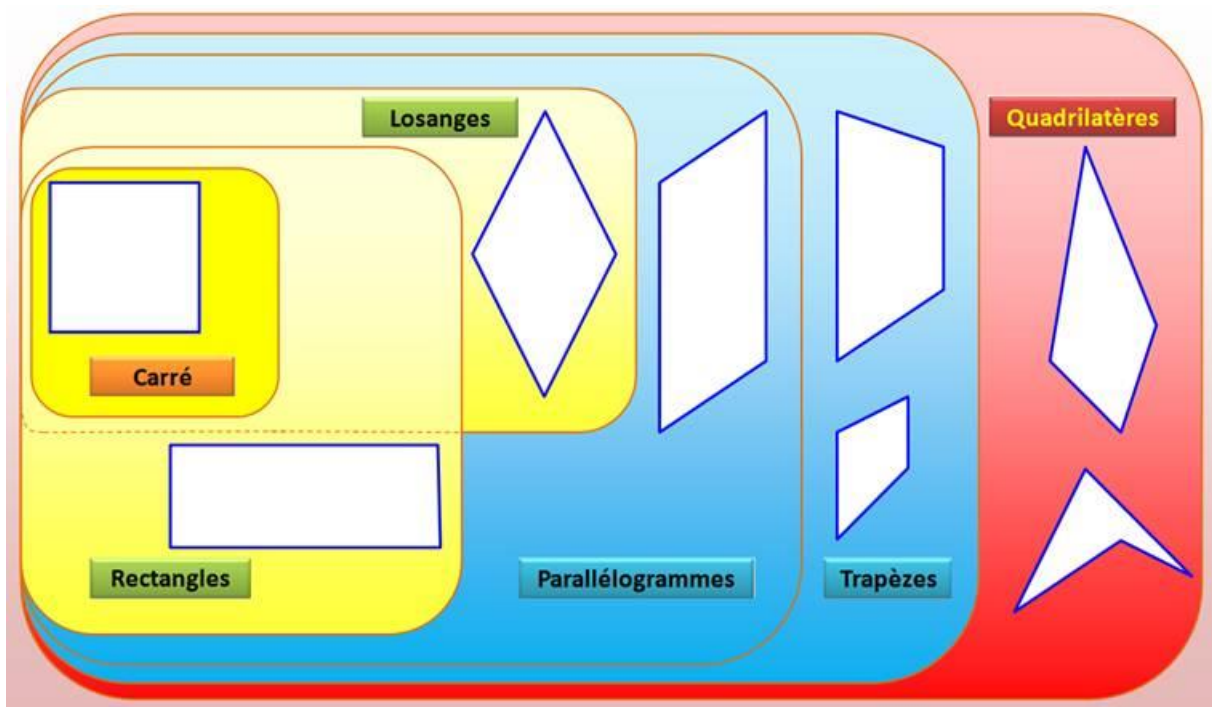 Losanges
Quadrilatères
Carré
Rectangles
Parallélogrammes
Trapèzes